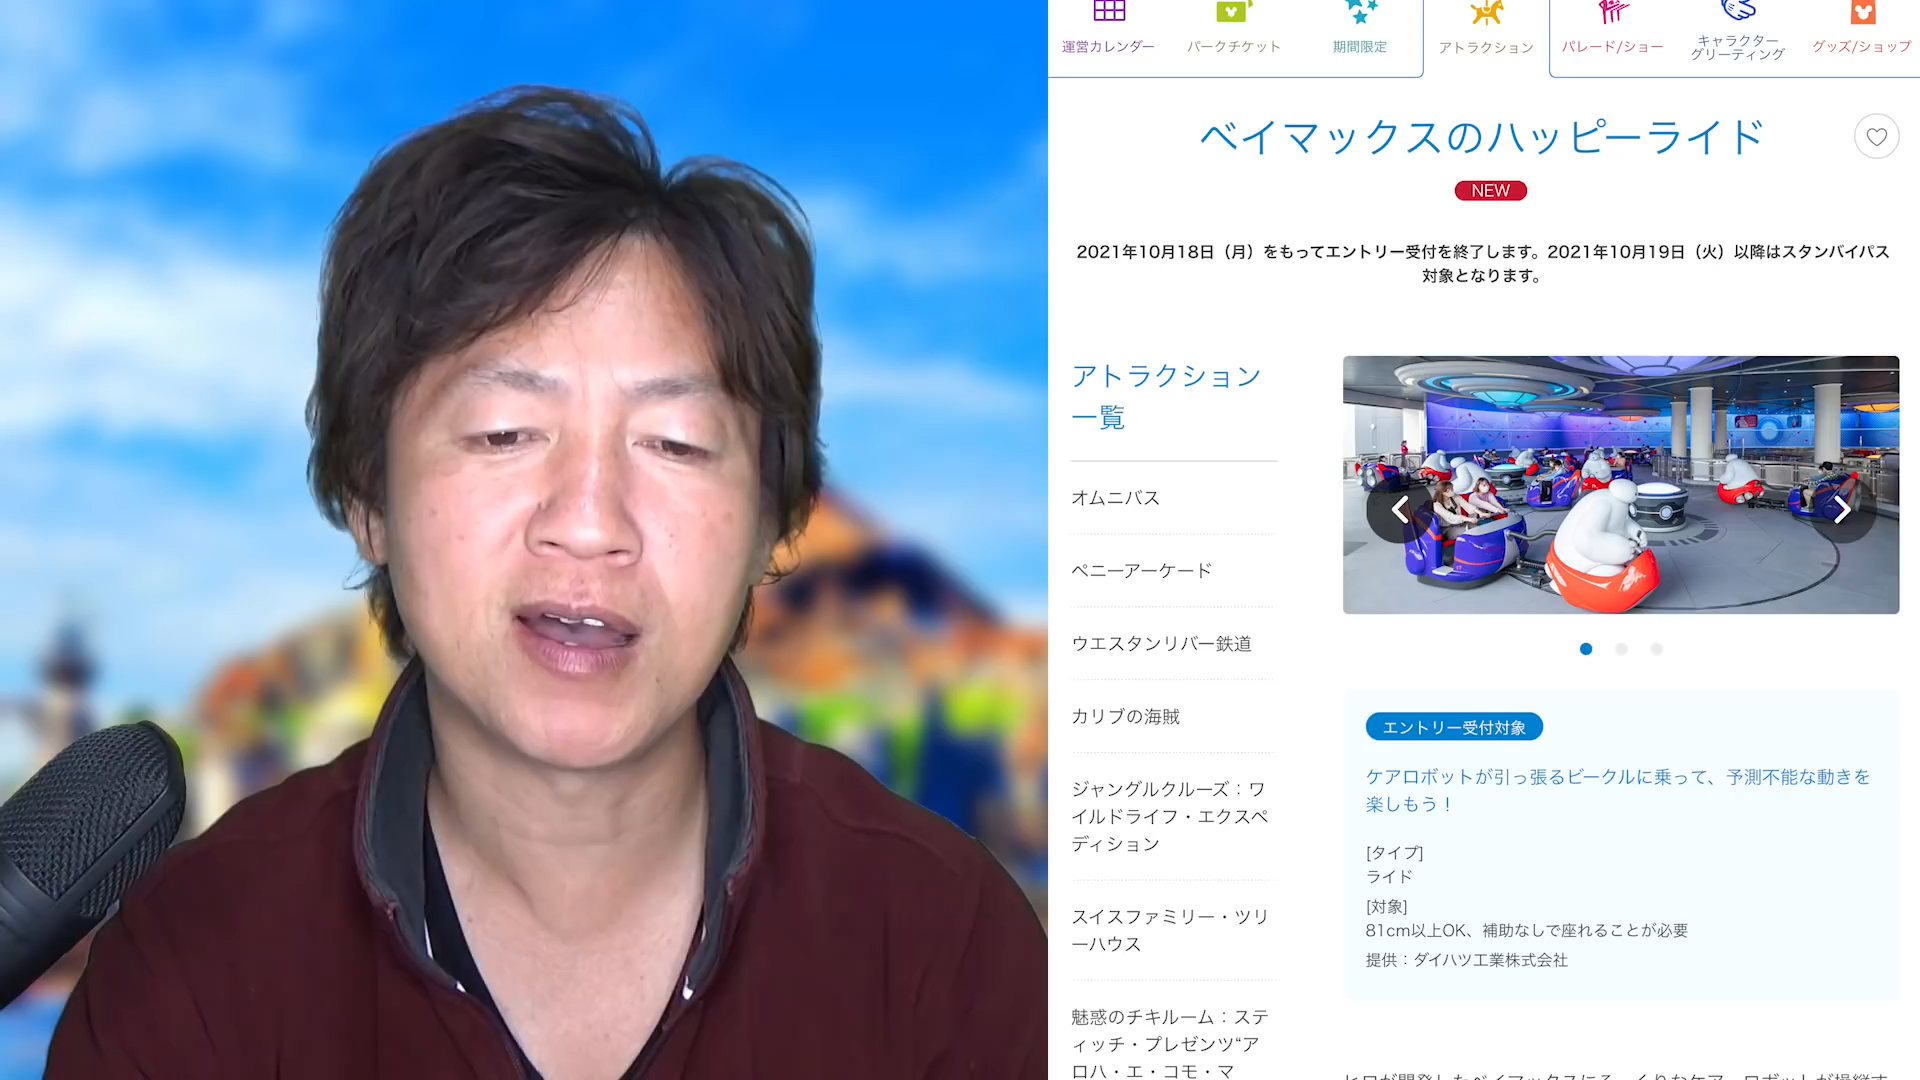 運営カレンダー
パークチケット
期間限定
アトラクション
パレード/ショー
キャラクター
グリーティング
グッズ/ショップ
ベイマックスのハッピーライド
NEW
2021年10月18日（月）をもってエントリー受付を終了します。2021年10月19日（火）以降はスタンバイパス
対象となります。
アトラクション
一覧
オムニバス
ペニーアーケード
ウエスタンリバー鉄道
カリブの海賊
ジャングルクルーズ：ワ
イルドライフ・エクスペ
ディション
スイスファミリー・ツリ
ーハウス
魅惑のチキルーム：ステ
ィッチ・プレゼンツ“ア
ロハ・エ・コモ・マ
エントリー受付対象
ケアロボットが引っ張るビークルに乗って、予測不能な動きを
楽しもう！
[タイプ]
ライド
[対象]
81cm以上OK、補助なしで座れることが必要
提供：ダイハツ工業株式会社